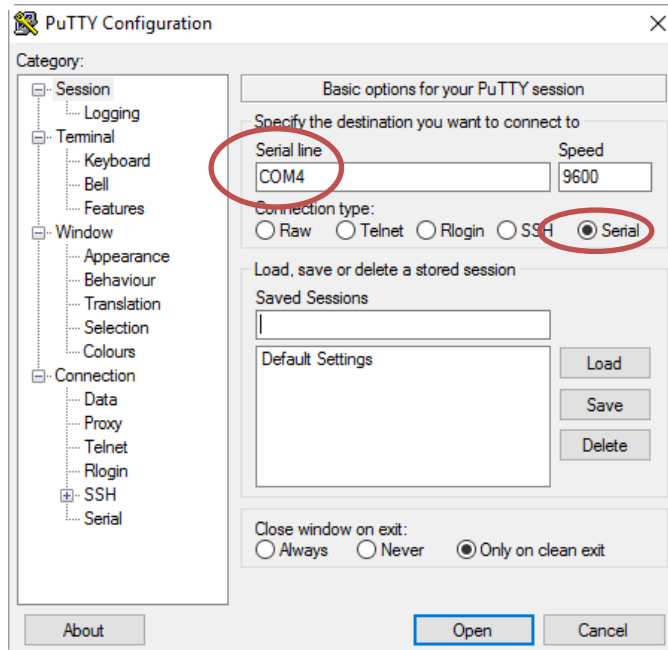 PuTTY Configuration
Category:
Session
Logging
Terminal
Keyboard
Bell
Features
Window
Appearance
Behaviour
Translation
Selection
Colours
Connection
Data
Proxy
Telnet
Rlogin
SSH
Serial
About
Basic options for your PuTTY session
Specify the destination you want to connect to
Serial line Speed
COM4 9600
Connection type:
Raw Telnet Rlogin SSH Serial
Load, save or delete a stored session
Saved Sessions
Default Settings
Load
Save
Delete
Close window on exit:
Always Never Only on clean exit
Open Cancel